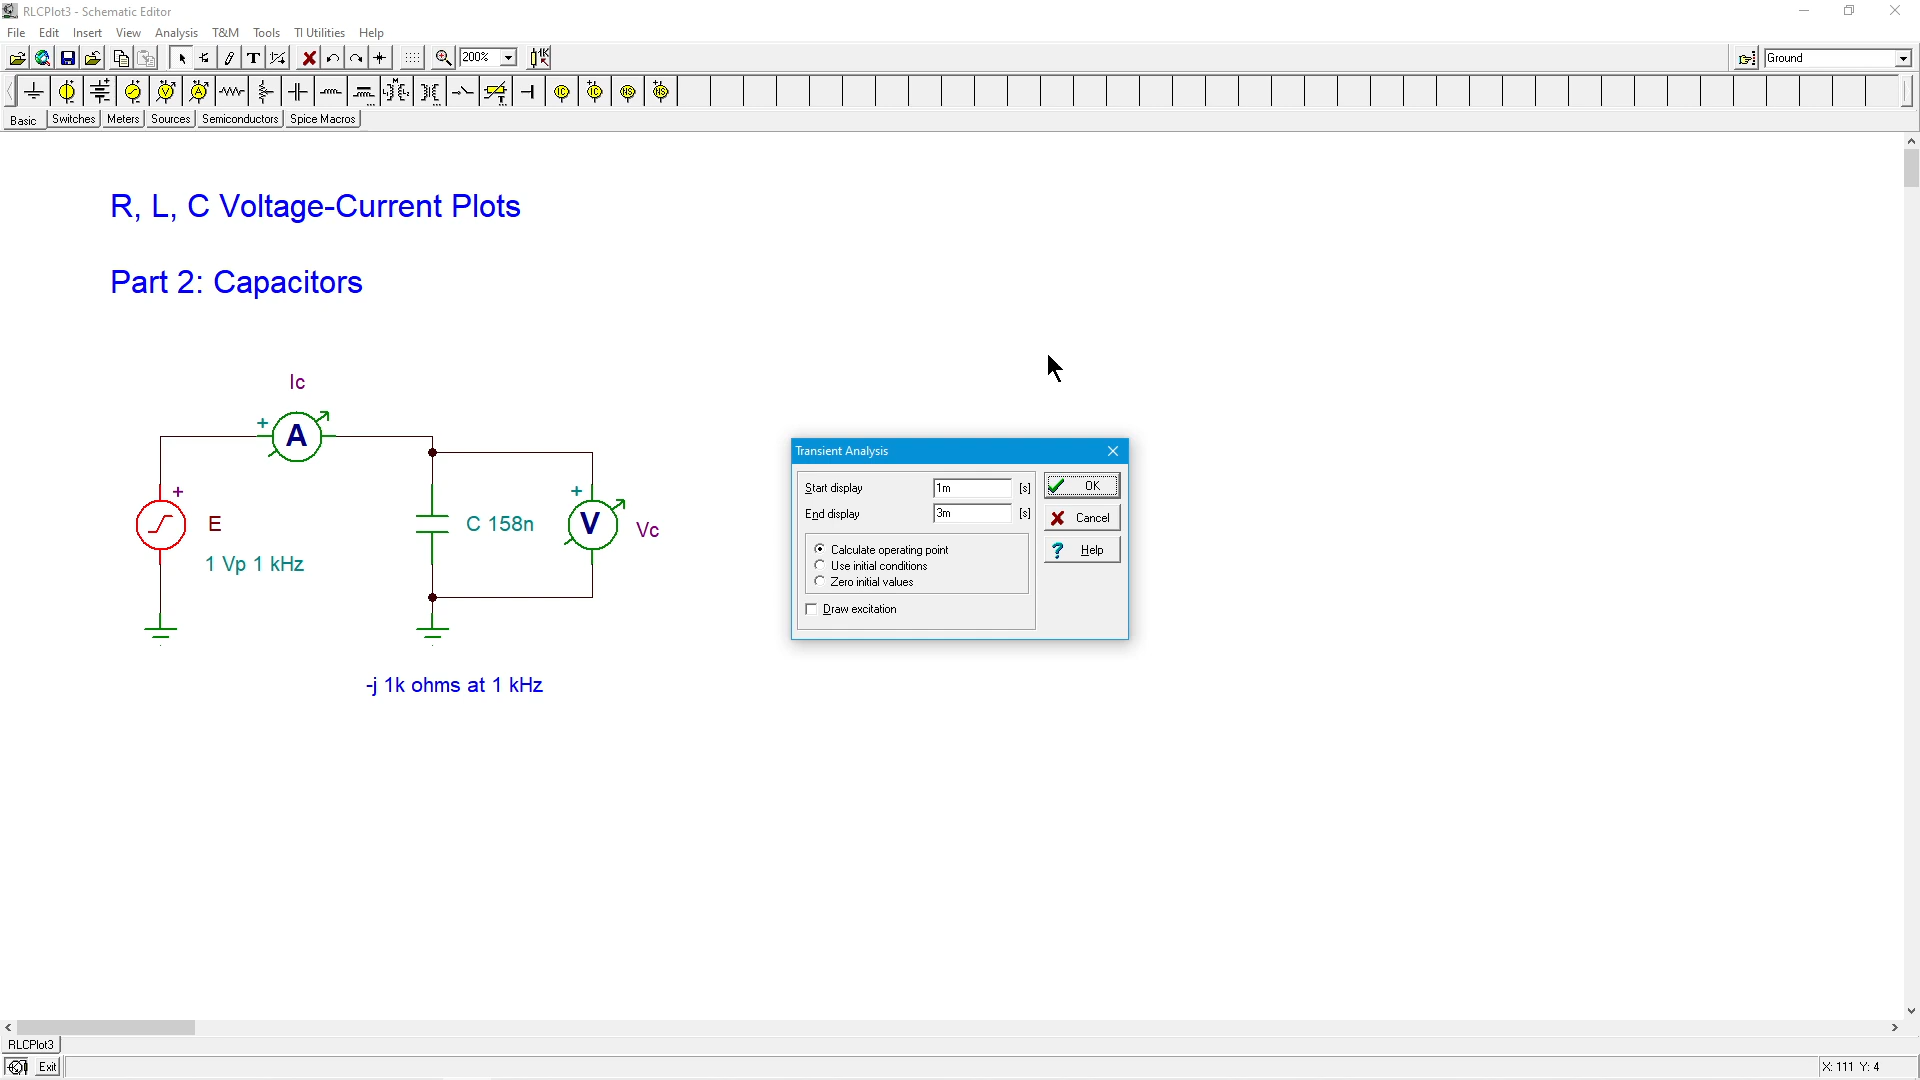 RLCPlot3 - Schematic Editor
File Edit Insert View Analysis T&M Tools TI Utilities Help
T 200% 1K Ground
Basic Switches Meters Sources Semiconductors Spice Macros
R, L, C Voltage-Current Plots
Part 2: Capacitors
Ic
+ A
+ E
1 Vp 1 kHz
C 158n
+ V Vc
-j 1k ohms at 1 kHz
Transient Analysis
Start display 1m [s] OK
End display 3m [s] Cancel
Calculate operating point ? Help
Use initial conditions
Zero initial values
Draw excitation
RLCPlot3
Exit X: 111 Y: 4